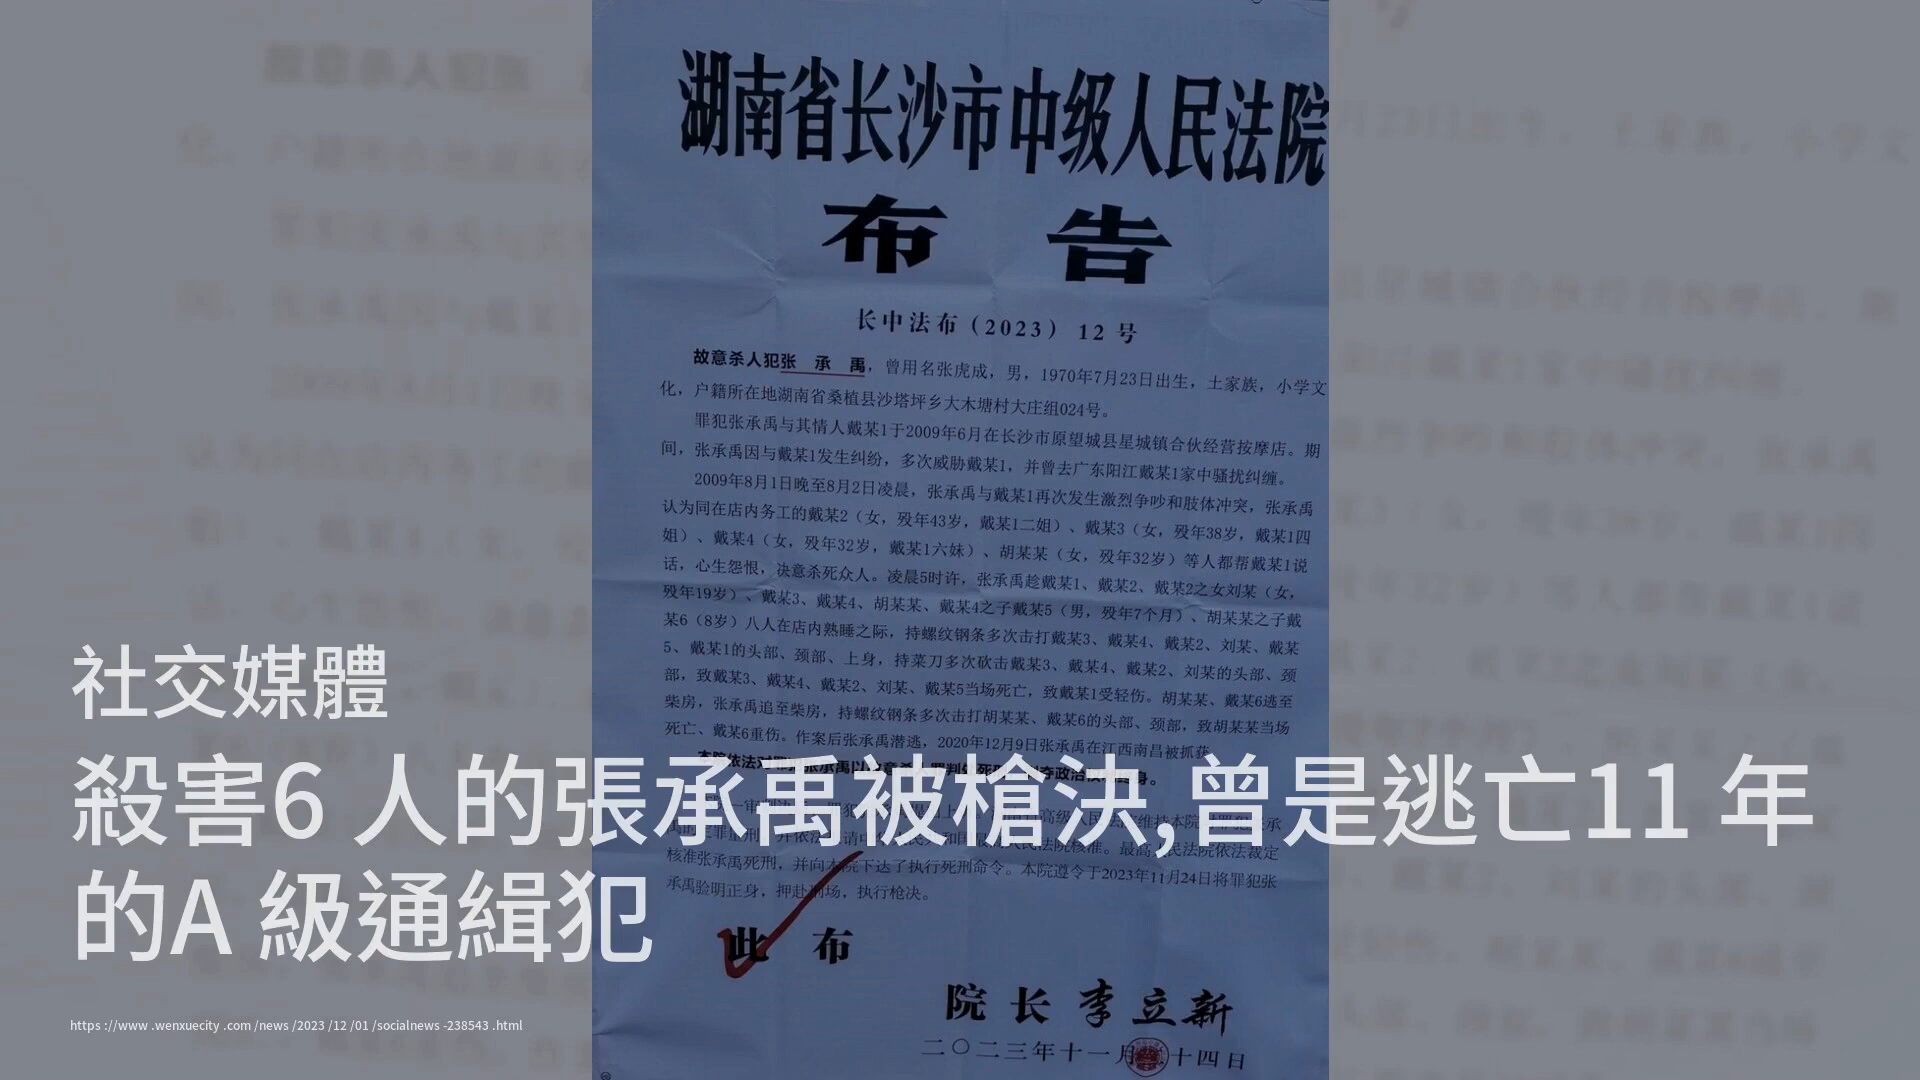 湖南省长沙市中级人民法院
布 告
长中法布（2023） 12 号
故意杀人犯张 承 禹，曾用名张虎成，男，1970年7月23日出生，土家族，小学文
化，户籍所在地湖南省桑植县沙塔坪乡大木塘村大庄组024号。
罪犯张承禹与其情人戴某1于2009年6月在长沙市原望城县星城镇合伙经营按摩店。期
间，张承禹因与戴某1发生纠纷，多次威胁戴某1，并曾去广东阳江戴某1家中骚扰纠缠。
2009年8月1日晚至8月2日凌晨，张承禹与戴某1再次发生激烈争吵和肢体冲突，张承禹
认为同在店内务工的戴某2（女，殁年43岁，戴某1二姐）、戴某3（女，殁年38岁，戴某1四
姐）、戴某4（女，殁年32岁，戴某1六妹）、胡某某（女，殁年32岁）等人都帮戴某1说
话，心生怨恨，决意杀死众人。凌晨5时许，张承禹趁戴某1、戴某2、戴某2之女刘某（女，
殁年19岁）、戴某3、戴某4、胡某某、戴某4之子戴某5（男，殁年7个月）、胡某某之子戴
某6（8岁）八人在店内熟睡之际，持螺纹钢条多次击打戴某3、戴某4、戴某2、刘某、戴某
5、戴某1的头部、颈部、上身，持菜刀多次砍击戴某3、戴某4、戴某2、刘某的头部、颈
部，致戴某3、戴某4、戴某2、刘某、戴某5当场死亡，致戴某1受轻伤。胡某某、戴某6逃至
柴房，张承禹追至柴房，持螺纹钢条多次击打胡某某、戴某6的头部、颈部，致胡某某当场
死亡、戴某6重伤。作案后张承禹潜逃，2020年12月9日张承禹在江西南昌被抓获。
核准张承禹死刑，并向本院下达了执行死刑命令。本院遵令于2023年11月24日将罪犯张
承禹验明正身，押赴刑场，执行枪决。
此 布
院 长 李立新
二〇二三年十一月 十四日
社交媒體
殺害6 人的張承禹被槍決,曾是逃亡11 年
的A 級通緝犯
https ://www .wenxuecity .com /news /2023 /12 /01 /socialnews -238543 .html